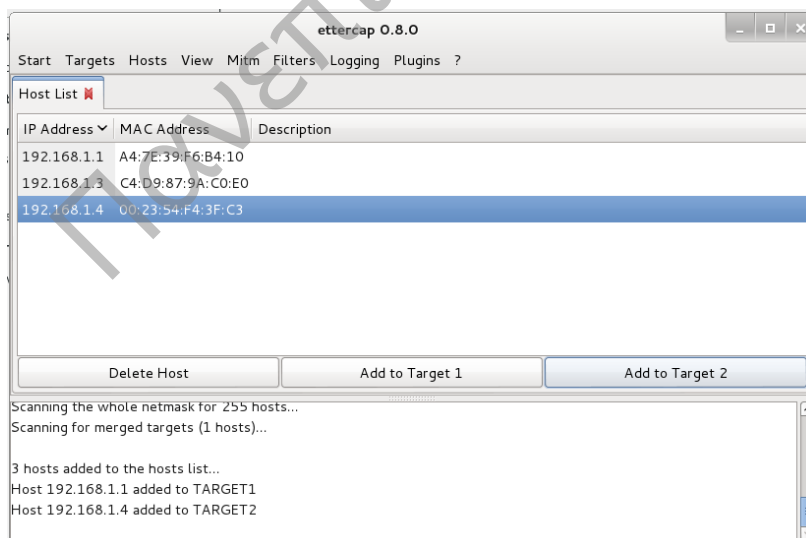 ettercap 0.8.0
Start Targets Hosts View Mitm Filters Logging Plugins ?
Host List
IP Address MAC Address Description
192.168.1.1 A4:7E:39:F6:B4:10
192.168.1.3 C4:D9:87:9A:C0:E0
192.168.1.4 00:23:54:F4:3F:C3
Delete Host Add to Target 1 Add to Target 2
Scanning the whole netmask for 255 hosts...
Scanning for merged targets (1 hosts)...
3 hosts added to the hosts list...
Host 192.168.1.1 added to TARGET1
Host 192.168.1.4 added to TARGET2